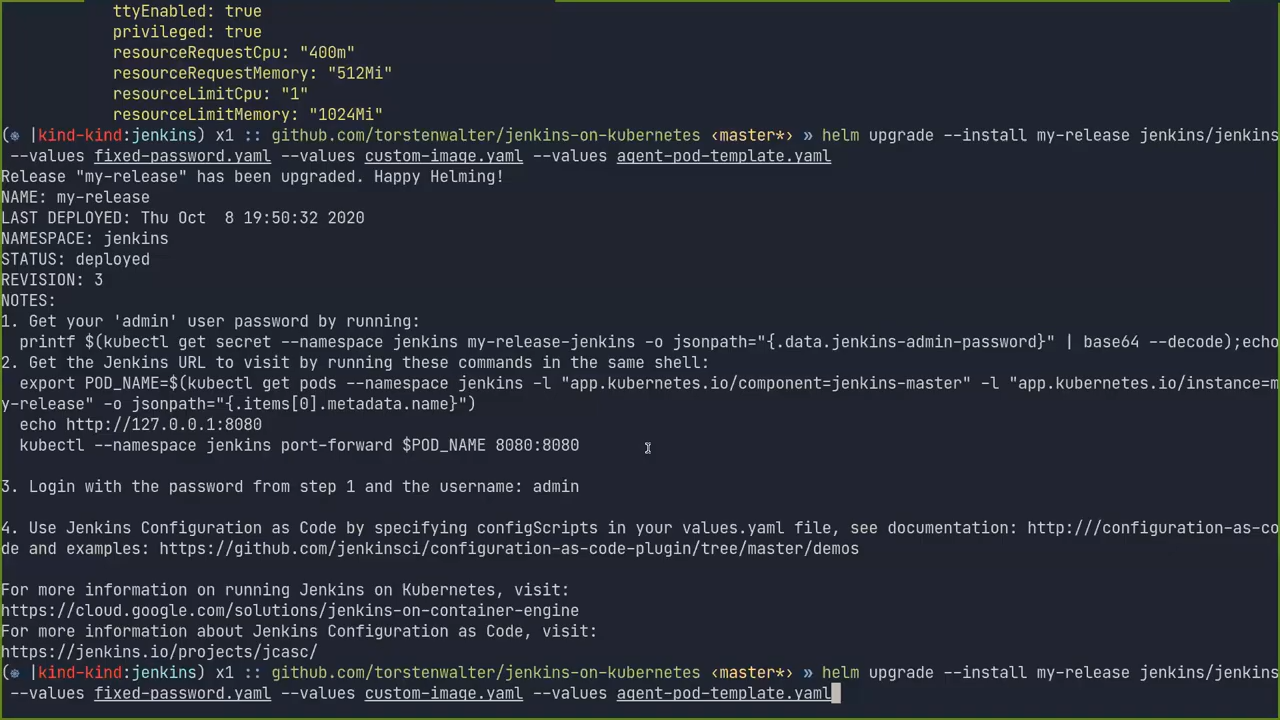 ttyEnabled: true
privileged: true
resourceRequestCpu: "400m"
resourceRequestMemory: "512Mi"
resourceLimitCpu: "1"
resourceLimitMemory: "1024Mi"
(⎈ |kind-kind:jenkins) x1 :: github.com/torstenwalter/jenkins-on-kubernetes ‹master*› » helm upgrade --install my-release jenkins/jenkins
--values fixed-password.yaml --values custom-image.yaml --values agent-pod-template.yaml
Release "my-release" has been upgraded. Happy Helming!
NAME: my-release
LAST DEPLOYED: Thu Oct  8 19:50:32 2020
NAMESPACE: jenkins
STATUS: deployed
REVISION: 3
NOTES:
1. Get your 'admin' user password by running:
  printf $(kubectl get secret --namespace jenkins my-release-jenkins -o jsonpath="{.data.jenkins-admin-password}" | base64 --decode);echo
2. Get the Jenkins URL to visit by running these commands in the same shell:
  export POD_NAME=$(kubectl get pods --namespace jenkins -l "app.kubernetes.io/component=jenkins-master" -l "app.kubernetes.io/instance=m
y-release" -o jsonpath="{.items[0].metadata.name}")
  echo http://127.0.0.1:8080
  kubectl --namespace jenkins port-forward $POD_NAME 8080:8080
3. Login with the password from step 1 and the username: admin
4. Use Jenkins Configuration as Code by specifying configScripts in your values.yaml file, see documentation: http:///configuration-as-co
de and examples: https://github.com/jenkinsci/configuration-as-code-plugin/tree/master/demos
For more information on running Jenkins on Kubernetes, visit:
https://cloud.google.com/solutions/jenkins-on-container-engine
For more information about Jenkins Configuration as Code, visit:
https://jenkins.io/projects/jcasc/
(⎈ |kind-kind:jenkins) x1 :: github.com/torstenwalter/jenkins-on-kubernetes ‹master*› » helm upgrade --install my-release jenkins/jenkins
--values fixed-password.yaml --values custom-image.yaml --values agent-pod-template.yaml